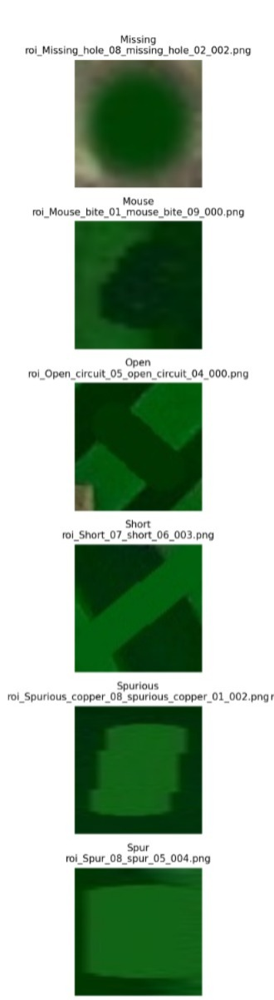 Missing
roi_Missing_hole_08_missing_hole_02_002.png
Mouse
roi_Mouse_bite_01_mouse_bite_09_000.png
Open
roi_Open_circuit_05_open_circuit_04_000.png
Short
roi_Short_07_short_06_003.png
Spurious
roi_Spurious_copper_08_spurious_copper_01_002.png r
Spur
roi_Spur_08_spur_05_004.png